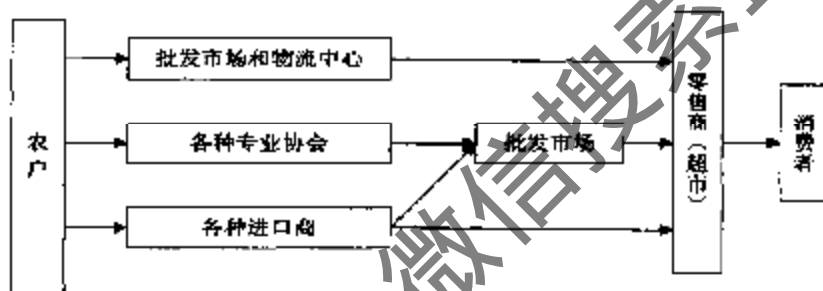 批发市场和物流中心
农户
各种专业协会
批发市场
零售商（超市）
消费者
各种进口商
微信搜索